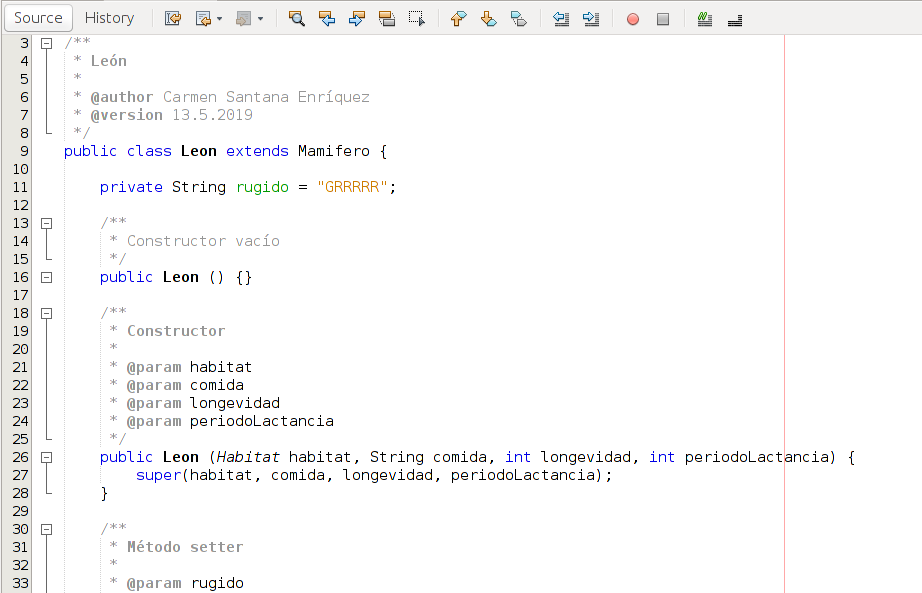 Source History
3 /**
4 * León
5 *
6 * @author Carmen Santana Enríquez
7 * @version 13.5.2019
8 */
9 public class Leon extends Mamifero {
10
11 private String rugido = "GRRRRR";
12
13 /**
14 * Constructor vacío
15 */
16 public Leon () {}
17
18 /**
19 * Constructor
20 *
21 * @param habitat
22 * @param comida
23 * @param longevidad
24 * @param periodoLactancia
25 */
26 public Leon (Habitat habitat, String comida, int longevidad, int periodoLactancia) {
27 super(habitat, comida, longevidad, periodoLactancia);
28 }
29
30 /**
31 * Método setter
32 *
33 * @param rugido